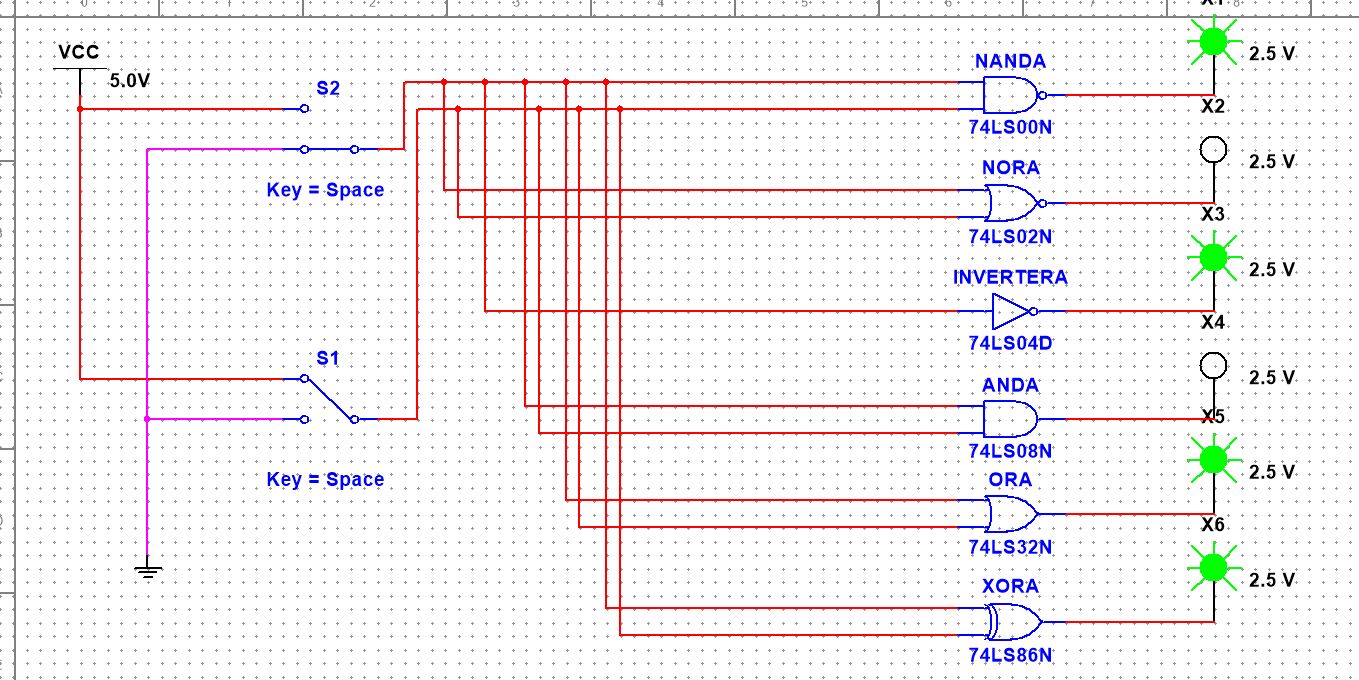 0 1 2 3 4 5 6 7 8
X1
VCC
5.0V
S2
Key = Space
S1
Key = Space
NANDA
74LS00N
2.5 V
X2
NORA
74LS02N
2.5 V
X3
INVERTERA
74LS04D
2.5 V
X4
ANDA
74LS08N
2.5 V
X5
ORA
74LS32N
2.5 V
X6
XORA
74LS86N
2.5 V